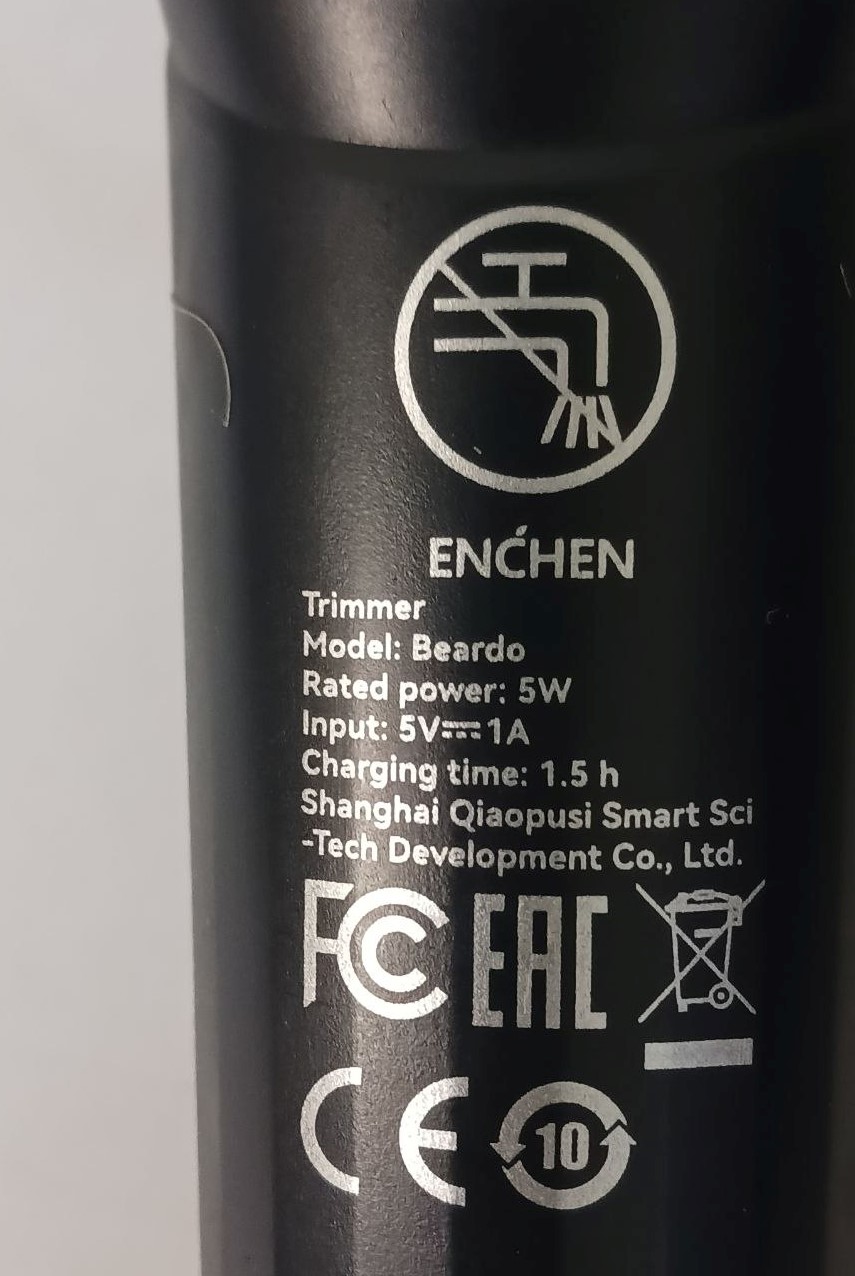 ENCHEN
Trimmer
Model: Beardo
Rated power: 5W
Input: 5V⎓1A
Charging time: 1.5 h
Shanghai Qiaopusi Smart Sci
-Tech Development Co., Ltd.
FC EAC
CE 10